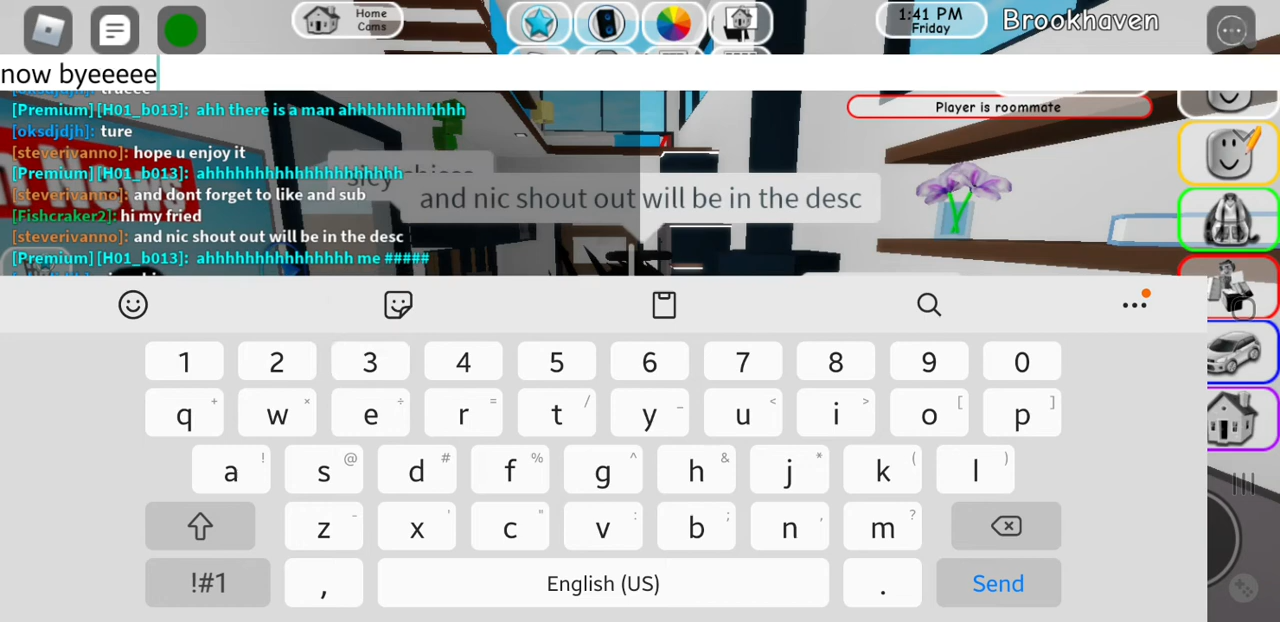 Home
Cams
1:41 PM
Friday
Brookhaven
now byeeeee
[Premium][H01_b013]: ahh there is a man ahhhhhhhhhhhh
[oksdjdjh]: ture
[steverivanno]: hope u enjoy it
[Premium][H01_b013]: ahhhhhhhhhhhhhhhhhhhh
[steverivanno]: and dont forget to like and sub
[Fishcraker2]: hi my fried
[steverivanno]: and nic shout out will be in the desc
[Premium][H01_b013]: ahhhhhhhhhhhhhhh me #####
and nic shout out will be in the desc
Player is roommate
1 2 3 4 5 6 7 8 9 0
q + w × e ÷ r = t / y _ u < i > o [ p ]
a ! s @ d # f % g ^ h & j * k ( l )
z - x ' c " v : b ; n , m ?
!#1 , English (US) . Send